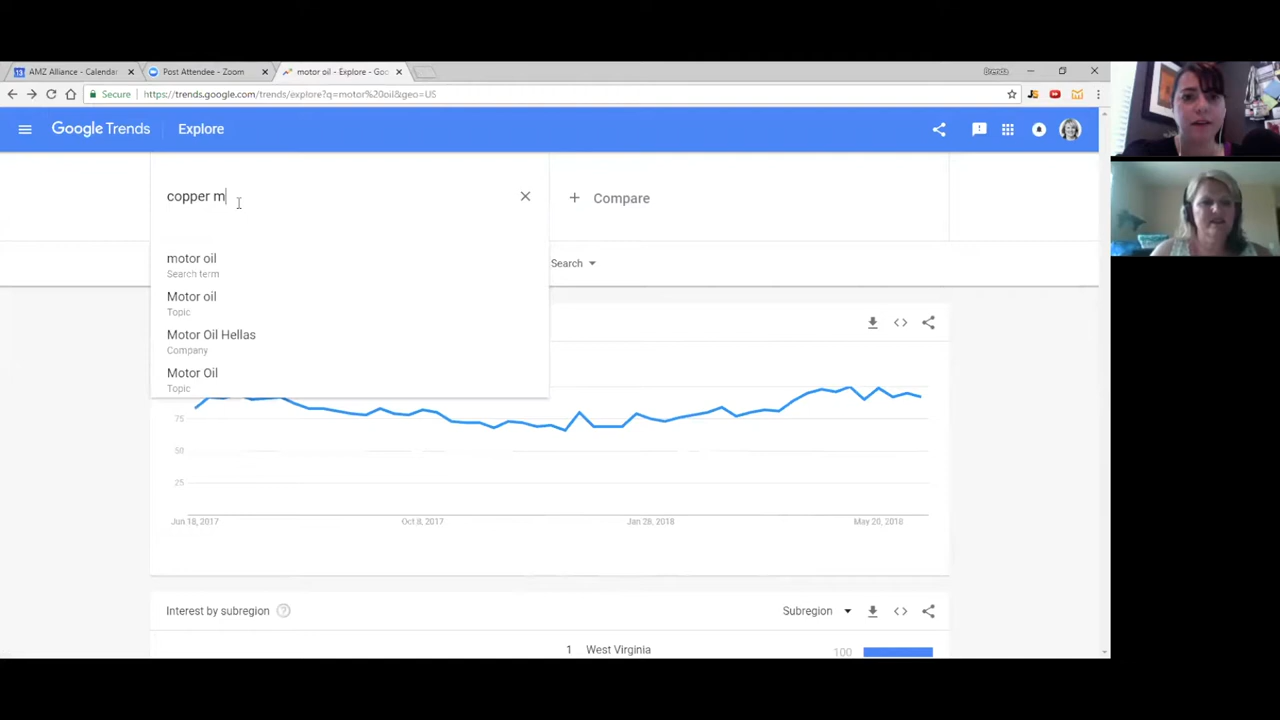 AMZ Alliance - Calendar
Post Attendee - Zoom
motor oil - Explore - Goo
Brenda
Secure
https://trends.google.com/trends/explore?q=motor%20oil&geo=US
Google Trends
Explore
copper m
+ Compare
motor oil
Search term
Motor oil
Topic
Motor Oil Hellas
Company
Motor Oil
Topic
Search
75
50
25
Jun 18, 2017
Oct 8, 2017
Jan 28, 2018
May 20, 2018
Interest by subregion
Subregion
1 West Virginia
100